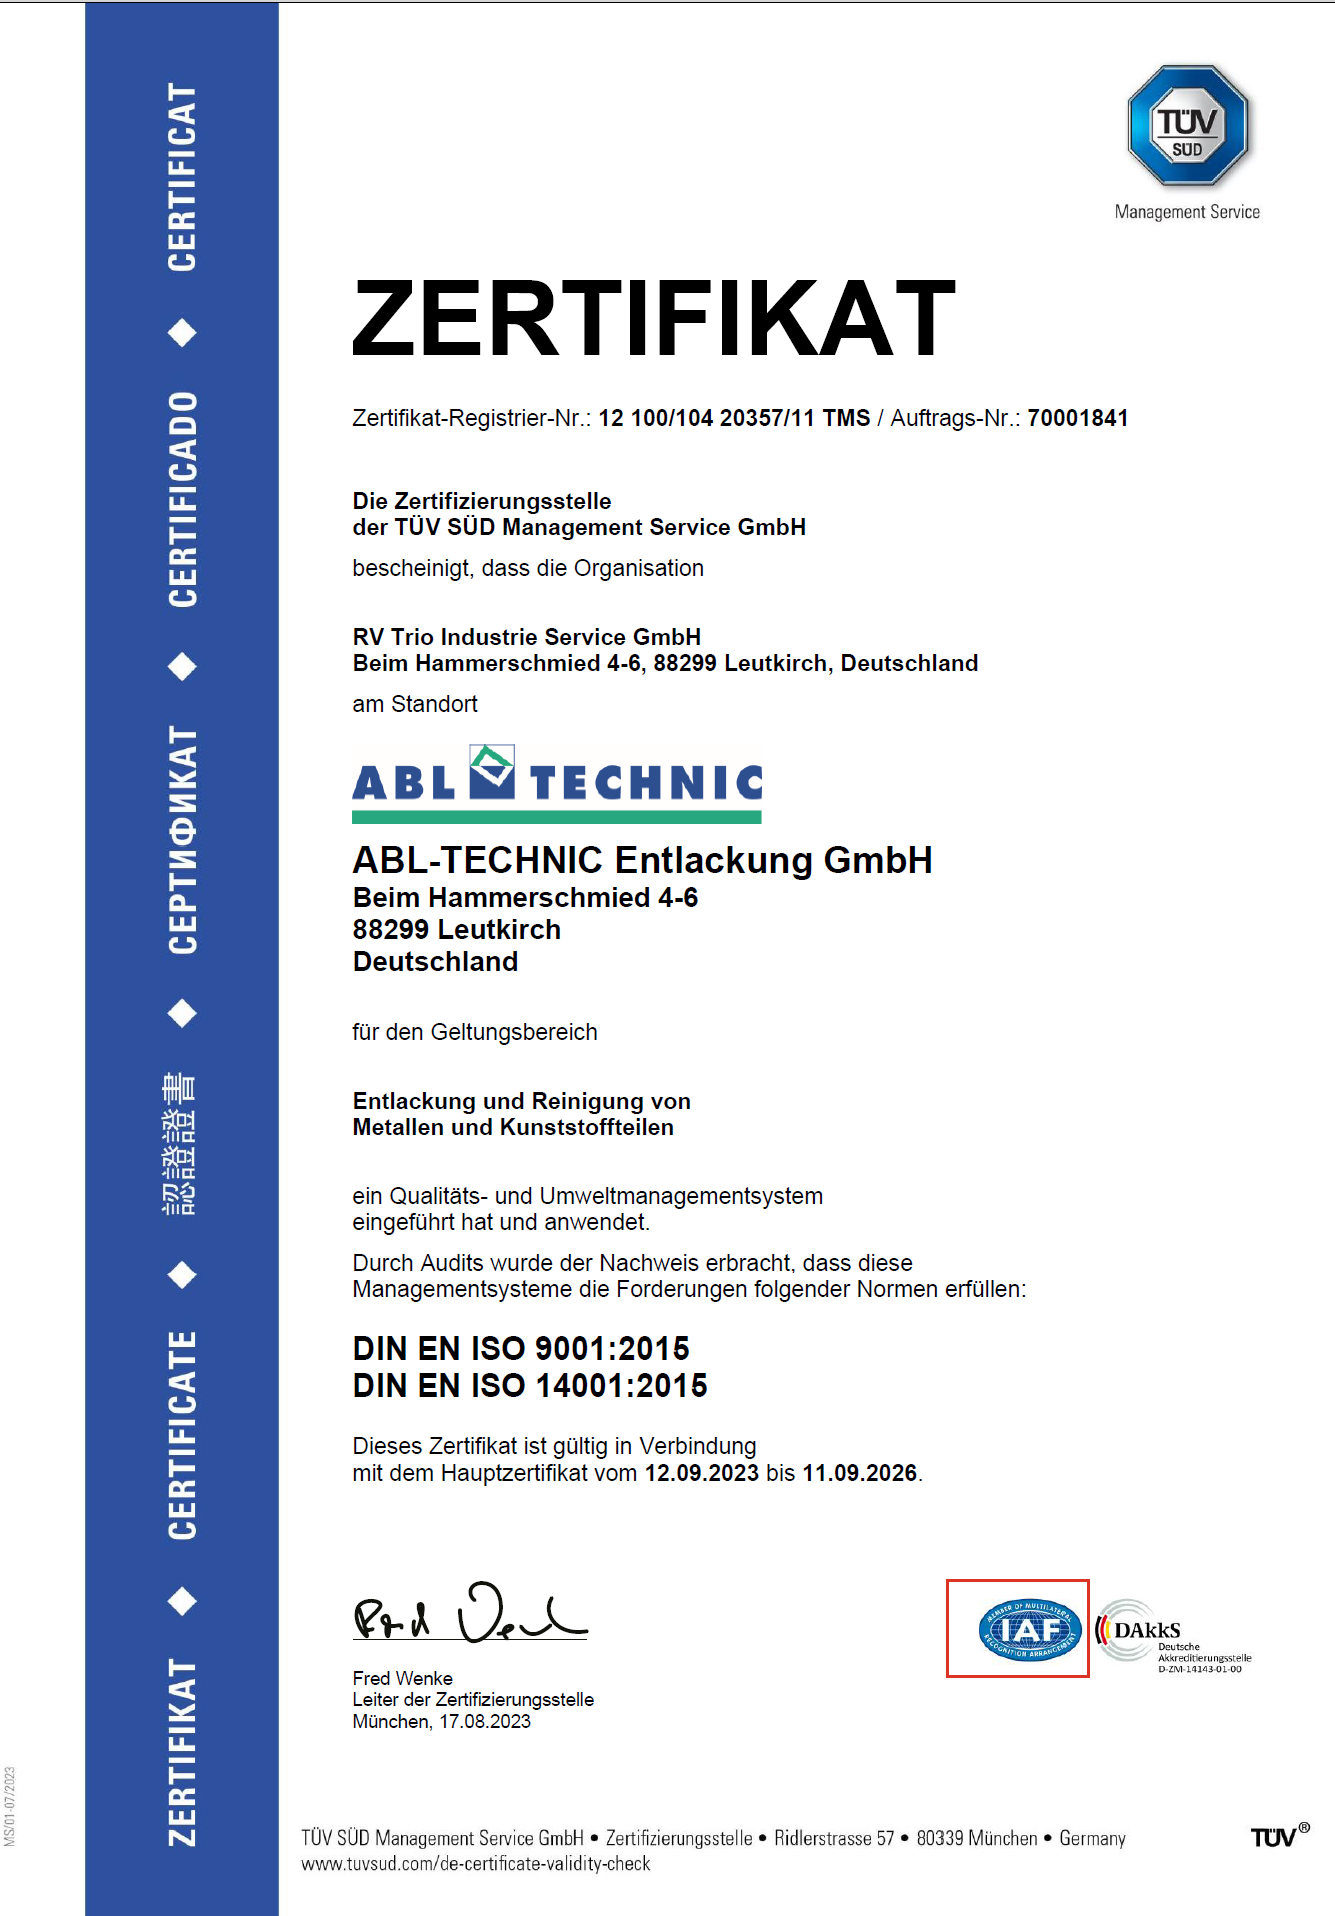 TÜV
SÜD
Management Service
ZERTIFIKAT
Zertifikat-Registrier-Nr.: 12 100/104 20357/11 TMS / Auftrags-Nr.: 70001841
Die Zertifizierungsstelle
der TÜV SÜD Management Service GmbH
bescheinigt, dass die Organisation
RV Trio Industrie Service GmbH
Beim Hammerschmied 4-6, 88299 Leutkirch, Deutschland
am Standort
ABL TECHNIC
ABL-TECHNIC Entlackung GmbH
Beim Hammerschmied 4-6
88299 Leutkirch
Deutschland
für den Geltungsbereich
Entlackung und Reinigung von
Metallen und Kunststoffteilen
ein Qualitäts- und Umweltmanagementsystem
eingeführt hat und anwendet.
Durch Audits wurde der Nachweis erbracht, dass diese
Managementsysteme die Forderungen folgender Normen erfüllen:
DIN EN ISO 9001:2015
DIN EN ISO 14001:2015
Dieses Zertifikat ist gültig in Verbindung
mit dem Hauptzertifikat vom 12.09.2023 bis 11.09.2026.
Fred Wenke
Leiter der Zertifizierungsstelle
München, 17.08.2023
MEMBER OF MULTILATERAL
IAF
RECOGNITION ARRANGEMENT
DAkkS
Deutsche
Akkreditierungsstelle
D-ZM-14143-01-00
TÜV SÜD Management Service GmbH • Zertifizierungsstelle • Ridlerstrasse 57 • 80339 München • Germany
www.tuvsud.com/de-certificate-validity-check
TÜV®
ZERTIFIKAT ◆ CERTIFICATE ◆ 認證證書 ◆ СЕРТИФИКАТ ◆ CERTIFICADO ◆ CERTIFICAT
MS/01-07/2023